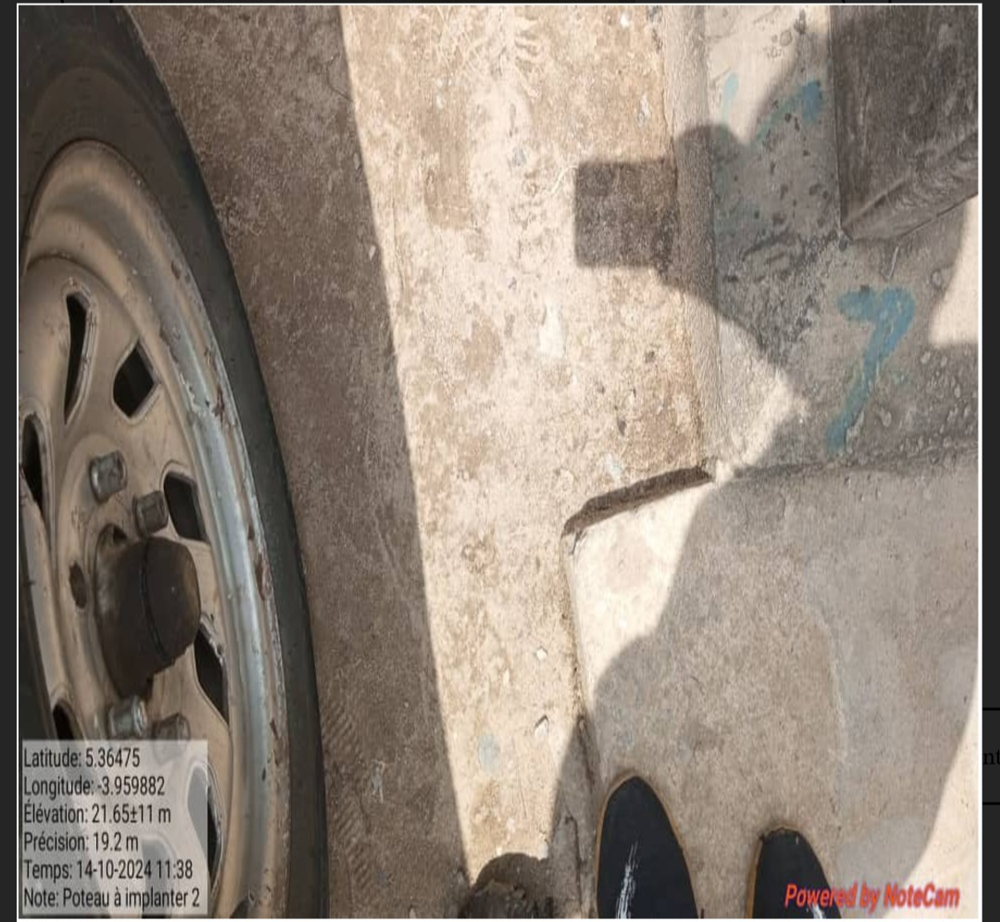 7
Latitude: 5.36475
Longitude: -3.959882
Élévation: 21.65±11 m
Précision: 19.2 m
Temps: 14-10-2024 11:38
Note: Poteau à implanter 2
Powered by NoteCam